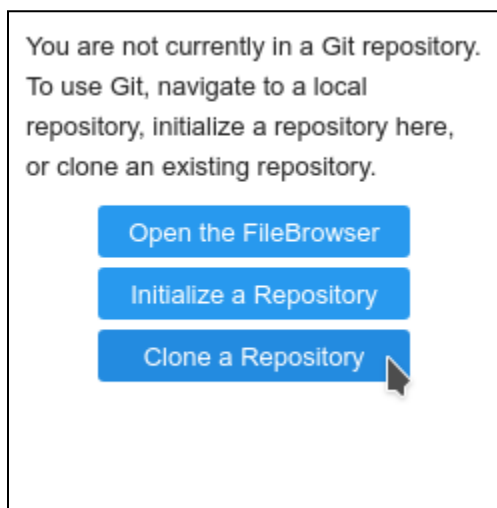 You are not currently in a Git repository.
To use Git, navigate to a local
repository, initialize a repository here,
or clone an existing repository.
Open the FileBrowser
Initialize a Repository
Clone a Repository